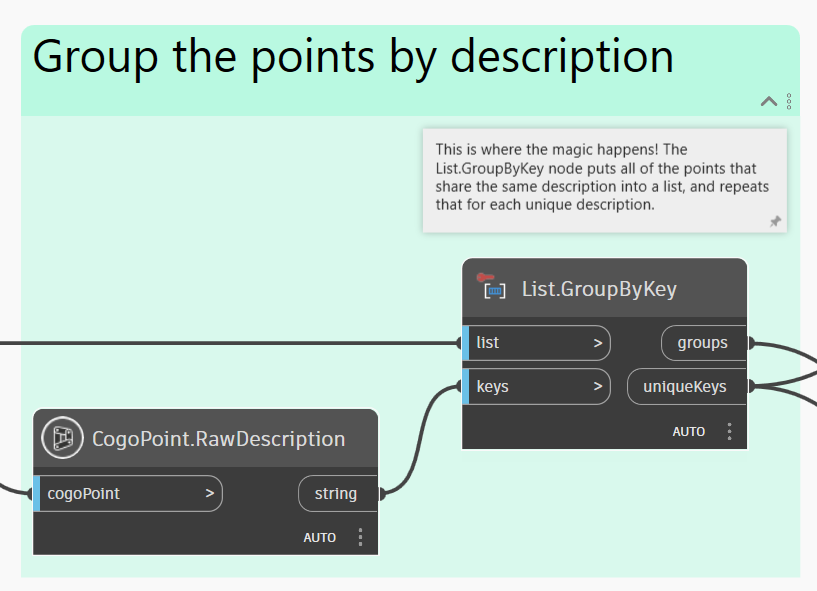 Group the points by description
This is where the magic happens! The
List.GroupByKey node puts all of the points that
share the same description into a list, and repeats
that for each unique description.
List.GroupByKey
list > groups
keys > uniqueKeys
AUTO
CogoPoint.RawDescription
cogoPoint > string
AUTO